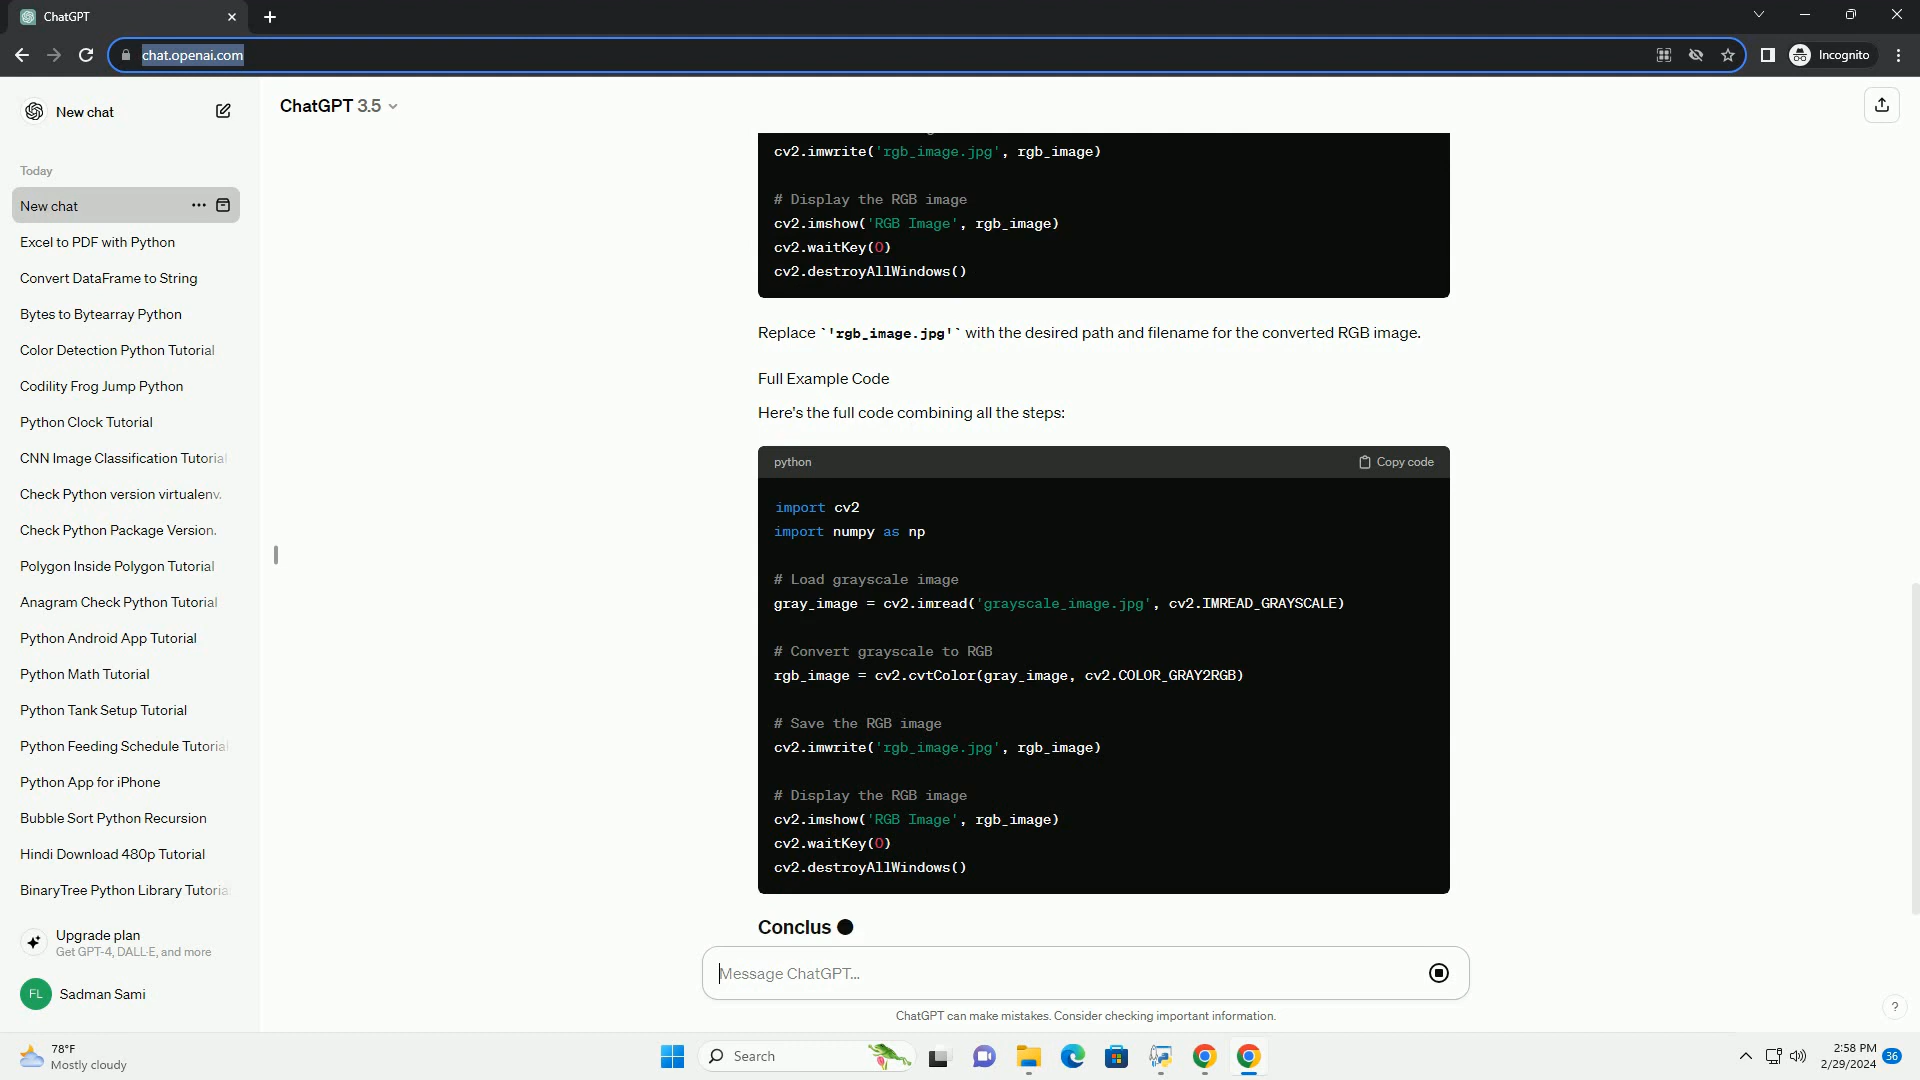 ChatGPT
chat.openai.com
Incognito
New chat
ChatGPT 3.5
Today
New chat
Excel to PDF with Python
Convert DataFrame to String
Bytes to Bytearray Python
Color Detection Python Tutorial
Codility Frog Jump Python
Python Clock Tutorial
CNN Image Classification Tutorial
Check Python version virtualenv.
Check Python Package Version.
Polygon Inside Polygon Tutorial
Anagram Check Python Tutorial
Python Android App Tutorial
Python Math Tutorial
Python Tank Setup Tutorial
Python Feeding Schedule Tutorial
Python App for iPhone
Bubble Sort Python Recursion
Hindi Download 480p Tutorial
BinaryTree Python Library Tutoria
Upgrade plan
Get GPT-4, DALL·E, and more
FL
Sadman Sami
cv2.imwrite('rgb_image.jpg', rgb_image)
# Display the RGB image
cv2.imshow('RGB Image', rgb_image)
cv2.waitKey(0)
cv2.destroyAllWindows()
Replace `'rgb_image.jpg'` with the desired path and filename for the converted RGB image.
Full Example Code
Here's the full code combining all the steps:
python
Copy code
import cv2
import numpy as np
# Load grayscale image
gray_image = cv2.imread('grayscale_image.jpg', cv2.IMREAD_GRAYSCALE)
# Convert grayscale to RGB
rgb_image = cv2.cvtColor(gray_image, cv2.COLOR_GRAY2RGB)
# Save the RGB image
cv2.imwrite('rgb_image.jpg', rgb_image)
# Display the RGB image
cv2.imshow('RGB Image', rgb_image)
cv2.waitKey(0)
cv2.destroyAllWindows()
Conclus
Message ChatGPT...
ChatGPT can make mistakes. Consider checking important information.
?
78°F
Mostly cloudy
Search
2:58 PM
2/29/2024
36